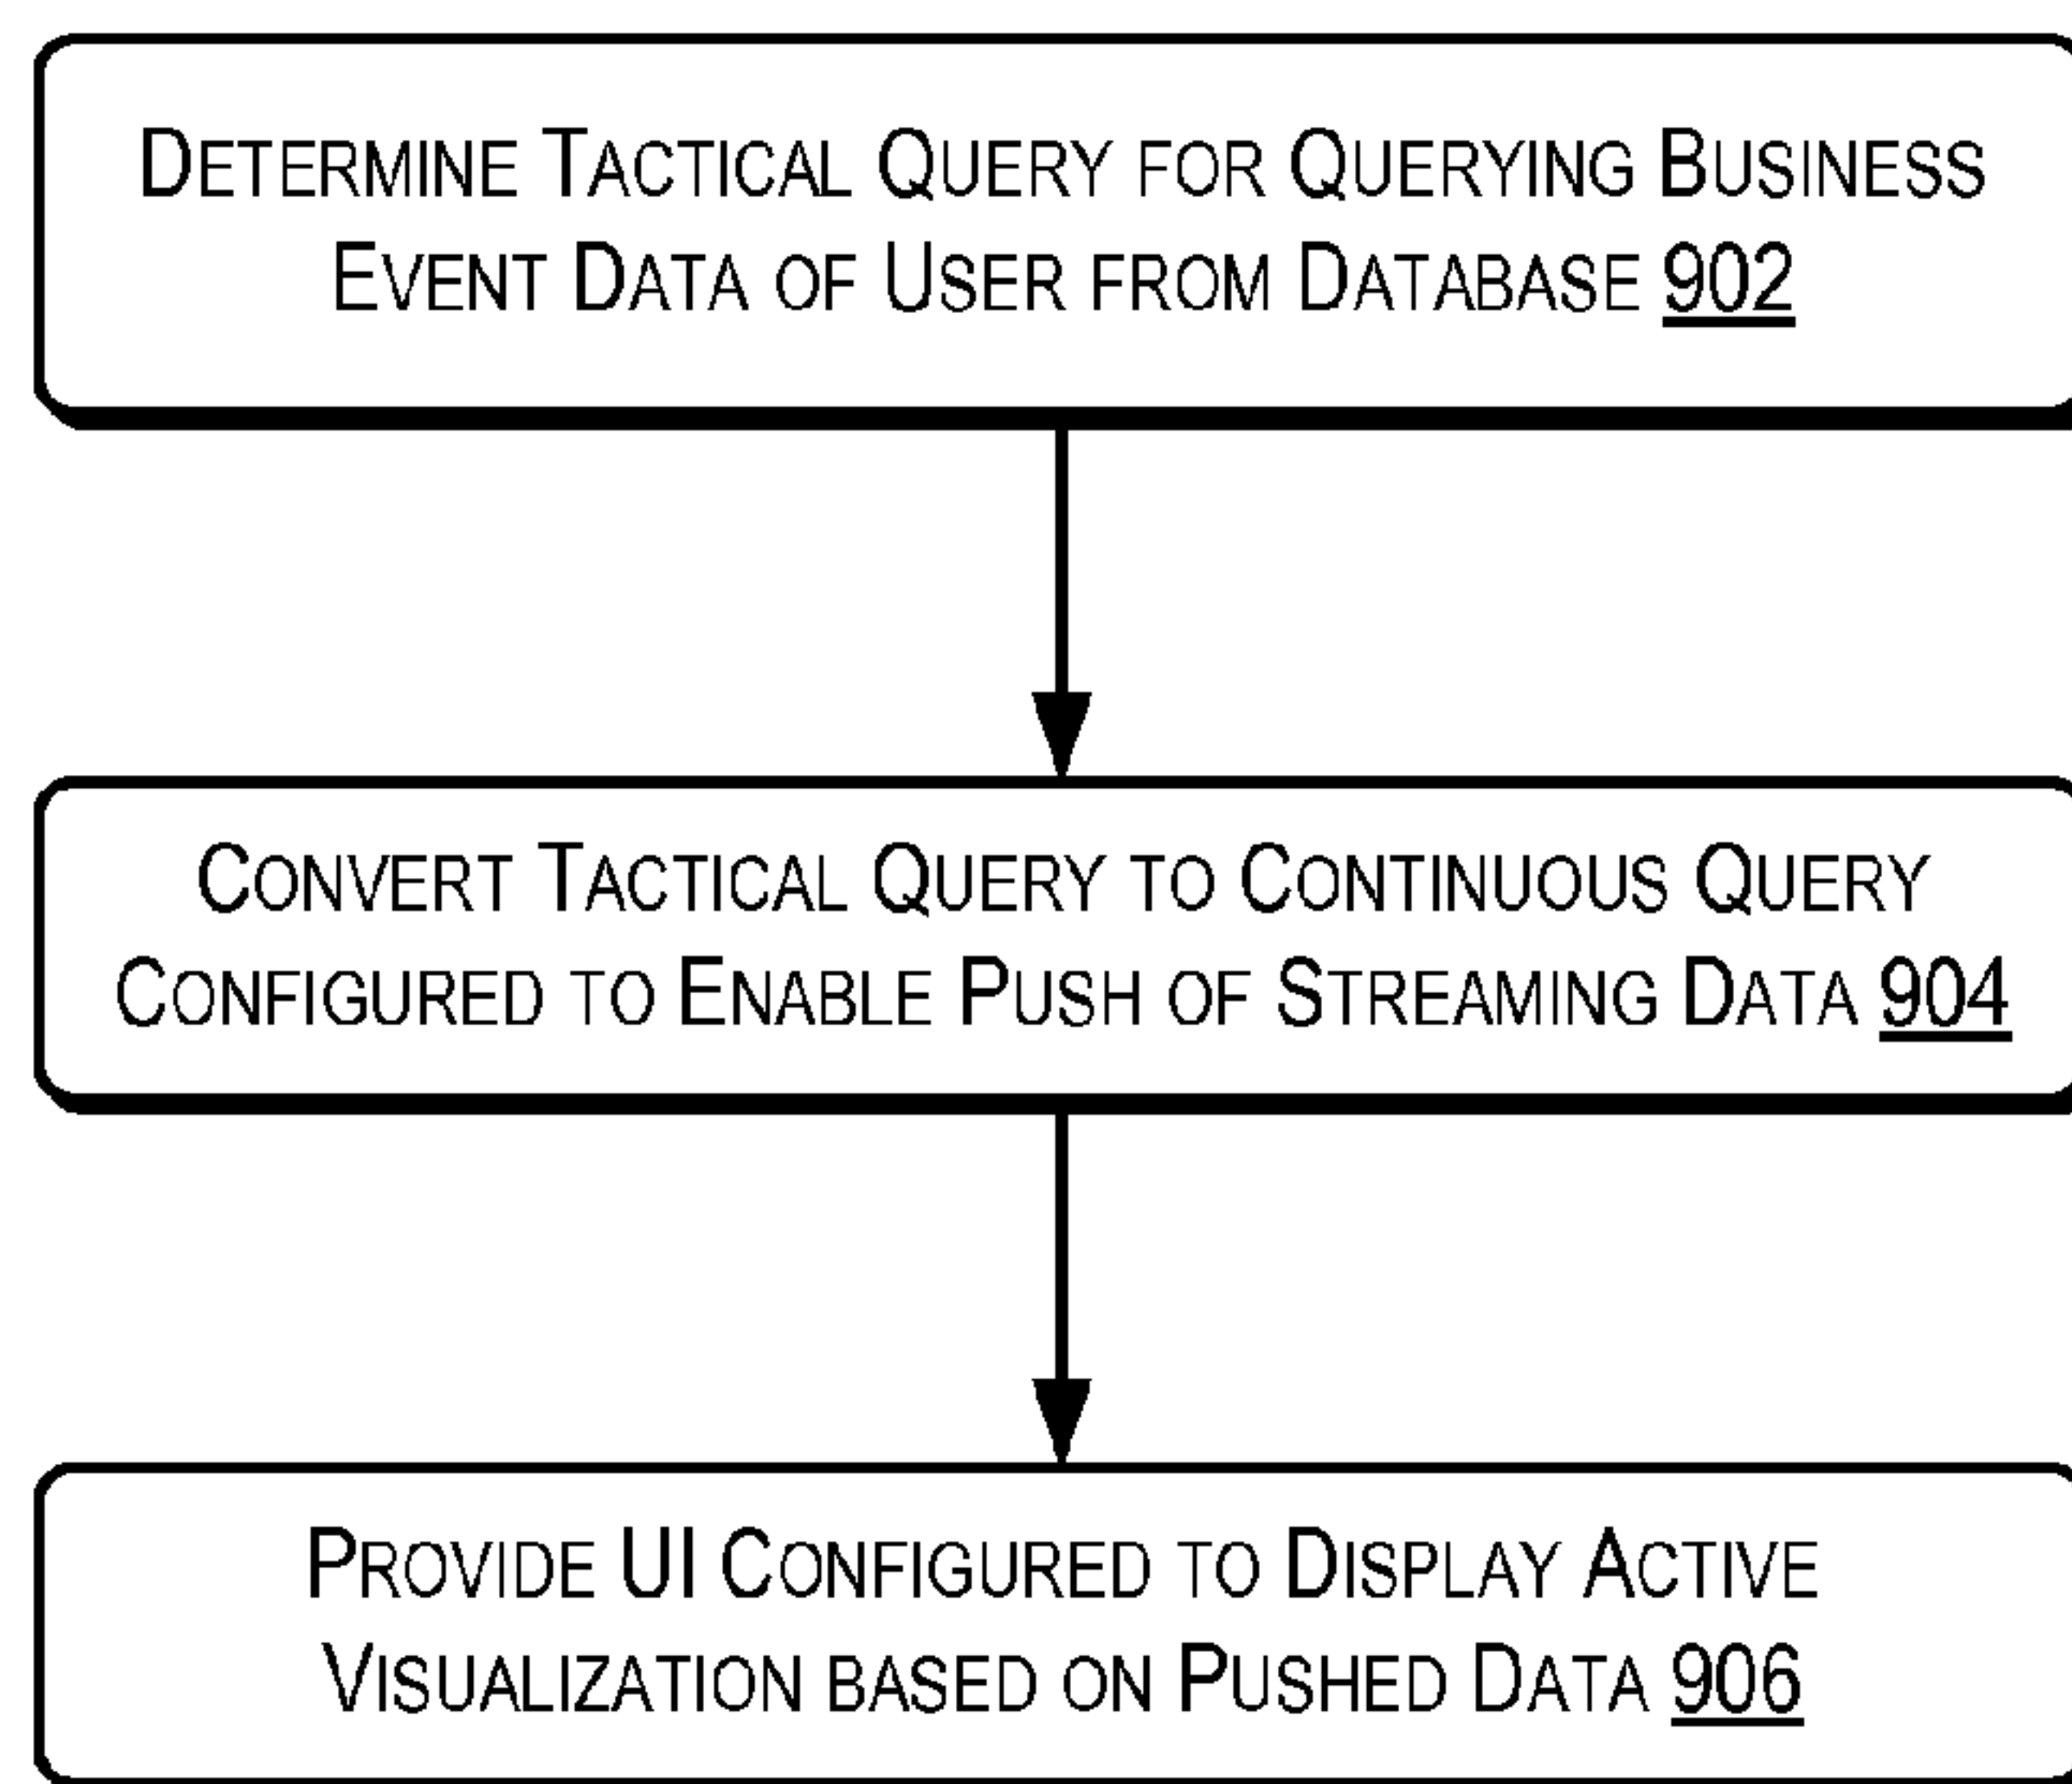 DETERMINE TACTICAL QUERY FOR QUERYING BUSINESS
EVENT DATA OF USER FROM DATABASE 902
CONVERT TACTICAL QUERY TO CONTINUOUS QUERY
CONFIGURED TO ENABLE PUSH OF STREAMING DATA 904
PROVIDE UI CONFIGURED TO DISPLAY ACTIVE
VISUALIZATION BASED ON PUSHED DATA 906